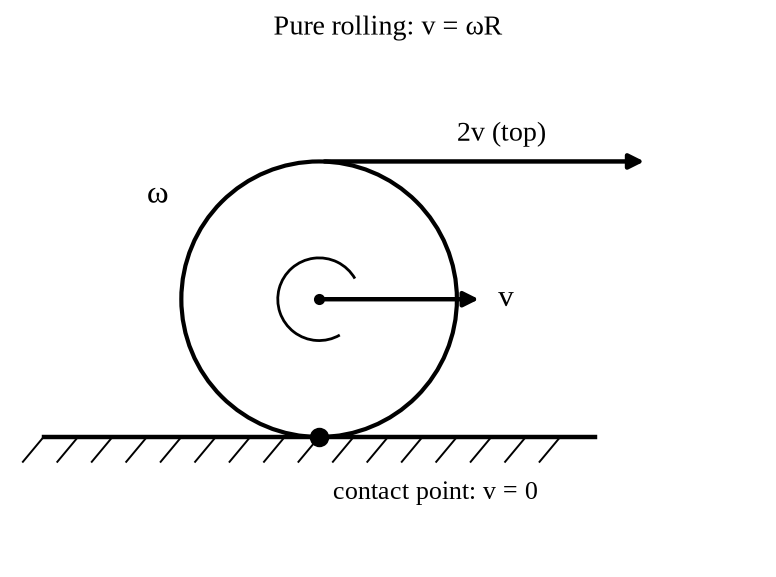 Pure rolling: v = ωR
2v (top)
ω
v
contact point: v = 0